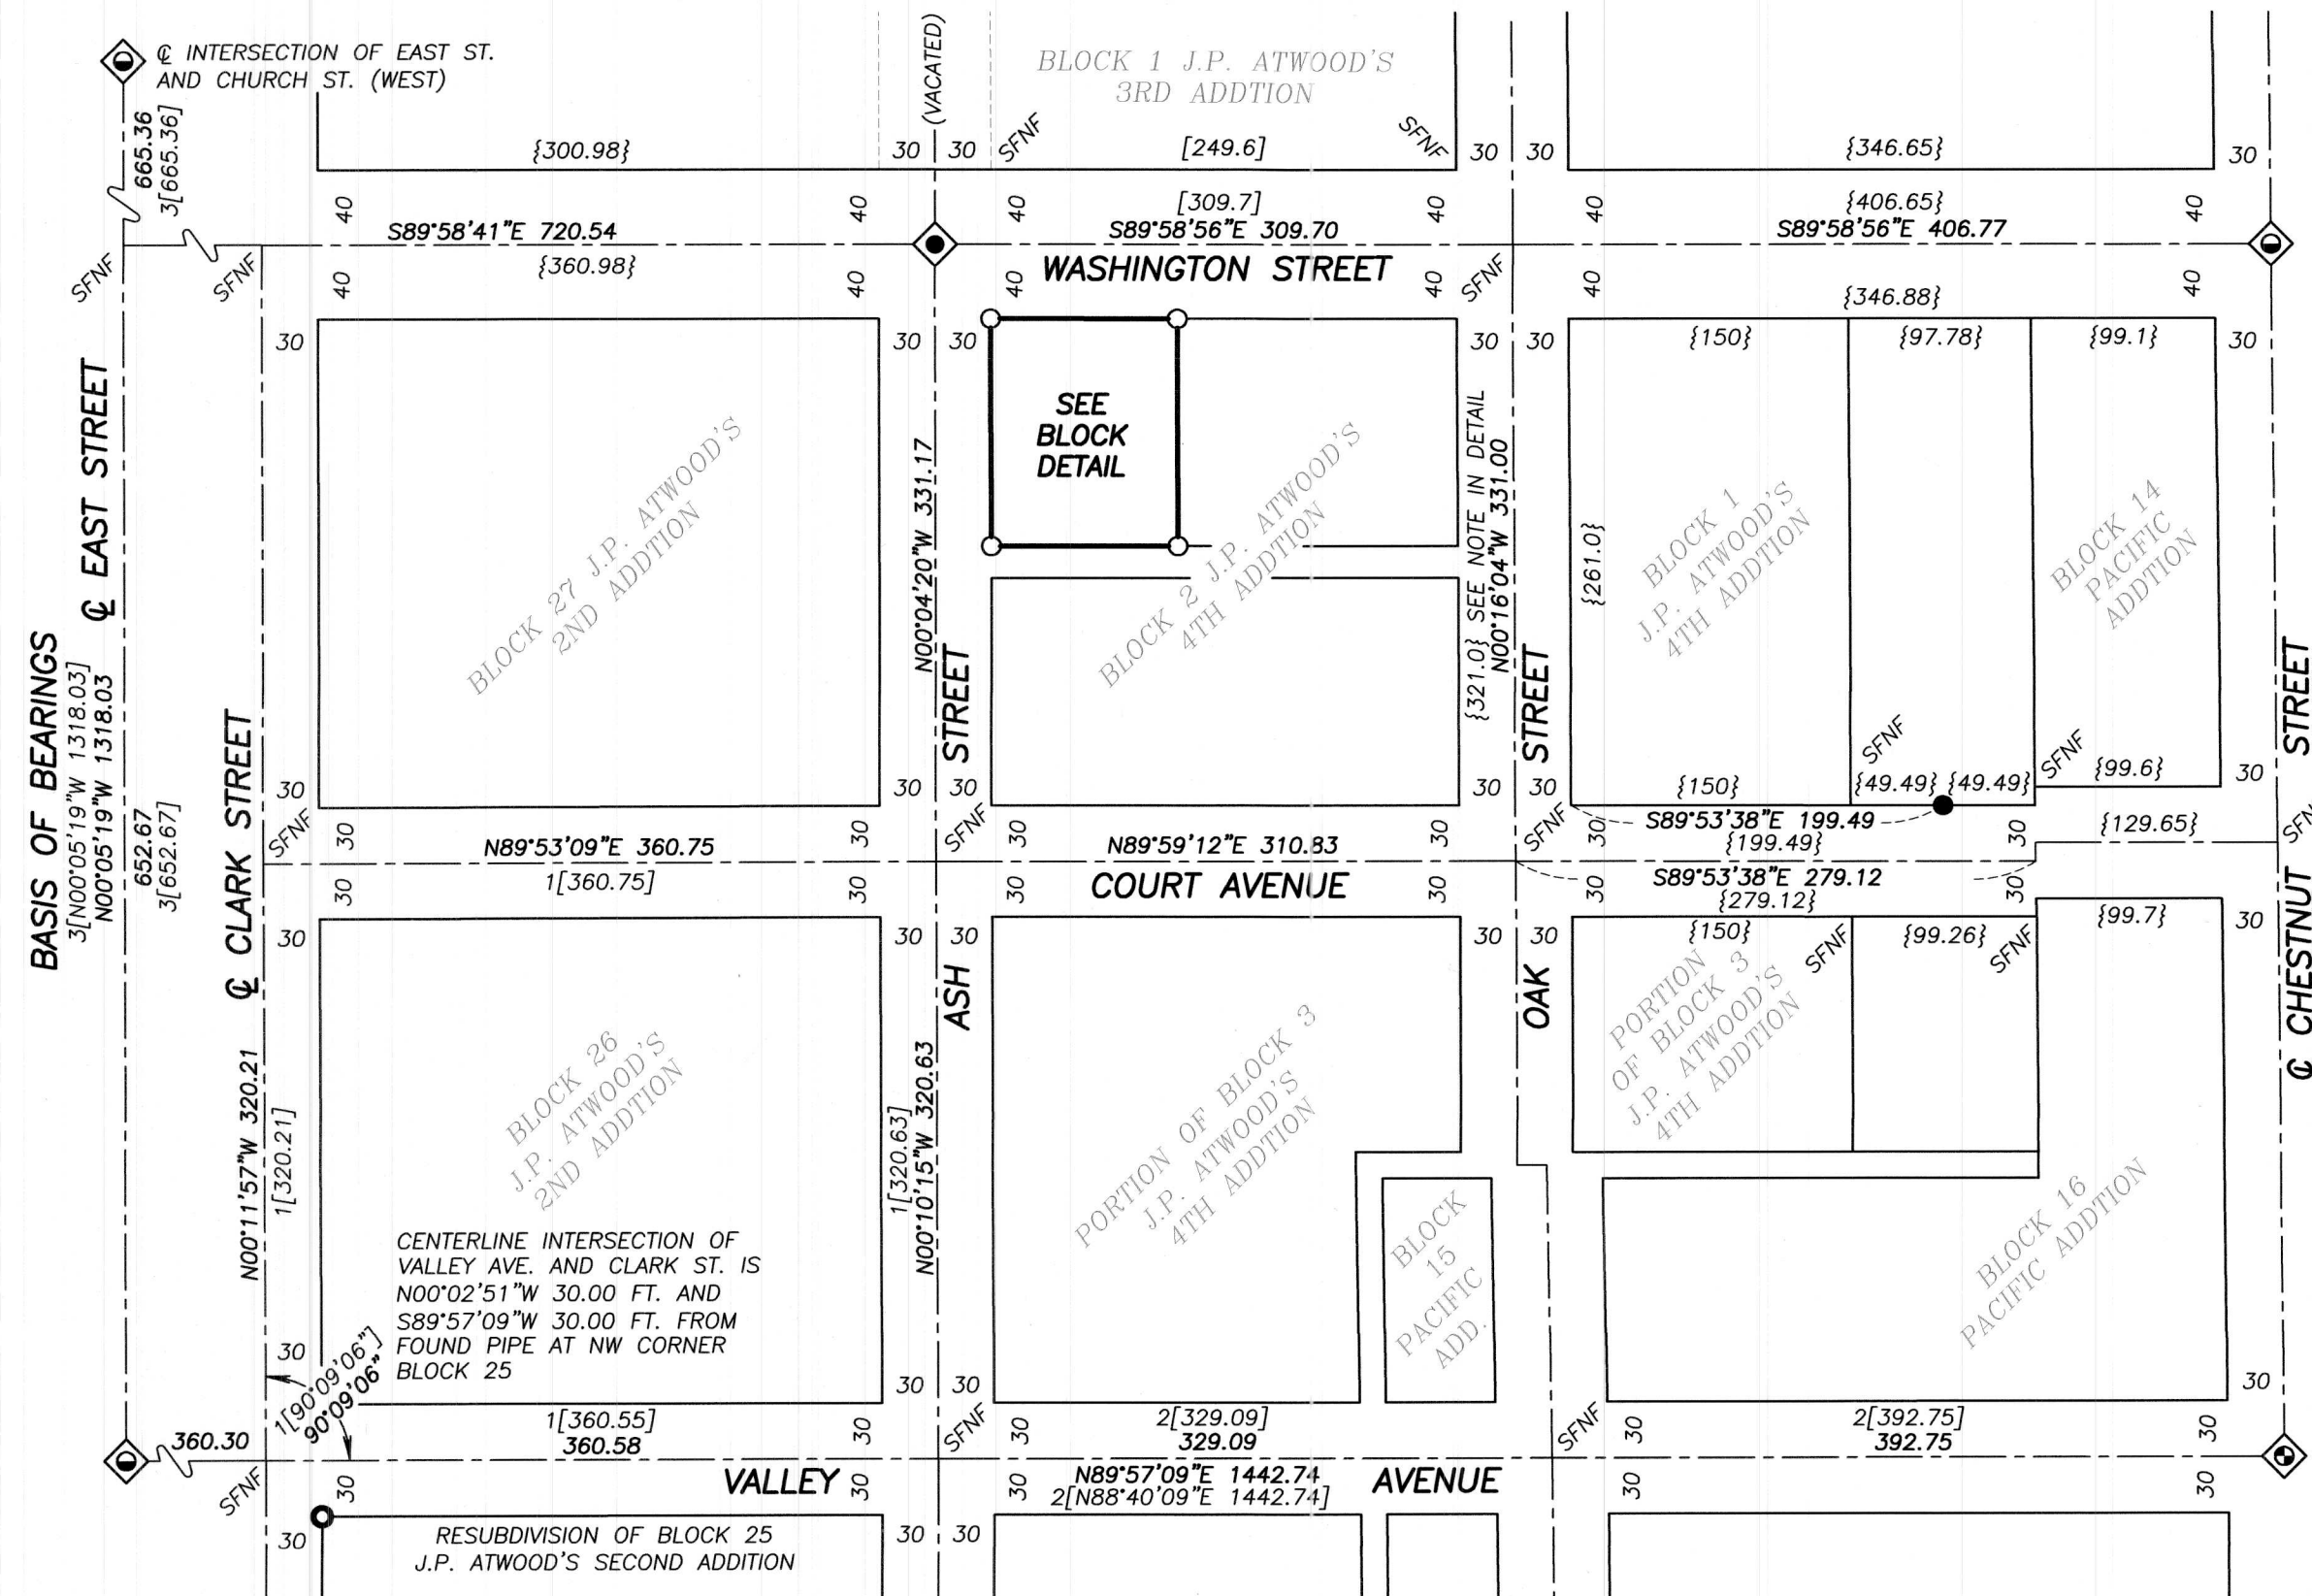 ℄ INTERSECTION OF EAST ST.
AND CHURCH ST. (WEST)
(VACATED)
BLOCK 1 J.P. ATWOOD'S
3RD ADDTION
665.36
3[665.36]
{300.98}
30
30
SFNF
[249.6]
SFNF
30
30
{346.65}
30
40
40
40
[309.7]
40
40
{406.65}
40
S89°58'41"E 720.54
S89°58'56"E 309.70
S89°58'56"E 406.77
SFNF
SFNF
{360.98}
40
40
40
WASHINGTON STREET
40
SFNF
40
{346.88}
40
30
30
30
30
30
{150}
{97.78}
{99.1}
30
SEE
BLOCK
DETAIL
BASIS OF BEARINGS
3[N00°05'19"W 1318.03]
N00°05'19"W 1318.03
℄ EAST STREET
652.67
3[652.67]
℄ CLARK STREET
BLOCK 27 J.P. ATWOOD'S
2ND ADDTION
N00°04'20"W 331.17
ASH STREET
BLOCK 2 J.P. ATWOOD'S
4TH ADDTION
{321.0} SEE NOTE IN DETAIL
N00°16'04"W 331.00
OAK STREET
{261.0}
BLOCK 1
J.P. ATWOOD'S
4TH ADDTION
BLOCK 14
PACIFIC
ADDTION
℄ CHESTNUT STREET
30
30
30
30
30
{150}
SFNF
{49.49}
{49.49}
SFNF
{99.6}
30
SFNF
30
30
SFNF
30
30
SFNF
30
S89°53'38"E 199.49
30
{129.65}
SFN
N89°53'09"E 360.75
N89°59'12"E 310.83
{199.49}
30
1[360.75]
30
30
COURT AVENUE
30
30
S89°53'38"E 279.12
30
{279.12}
30
30
30
30
30
{150}
SFNF
{99.26}
SFNF
{99.7}
30
BLOCK 26
J.P. ATWOOD'S
2ND ADDTION
N00°11'57"W 320.21
1[320.21]
1[320.63]
N00°10'15"W 320.63
PORTION OF BLOCK 3
J.P. ATWOOD'S
4TH ADDTION
PORTION
OF BLOCK 3
J.P. ATWOOD'S
4TH ADDTION
BLOCK
15
PACIFIC
ADD.
BLOCK 16
PACIFIC ADDTION
CENTERLINE INTERSECTION OF
VALLEY AVE. AND CLARK ST. IS
N00°02'51"W 30.00 FT. AND
S89°57'09"W 30.00 FT. FROM
FOUND PIPE AT NW CORNER
BLOCK 25
30
1[90°09'06"]
90°09'06"
30
30
30
360.30
1[360.55]
360.58
30
SFNF
30
2[329.09]
329.09
SFNF
30
2[392.75]
392.75
30
SFNF
30
VALLEY
30
30
N89°57'09"E 1442.74
2[N88°40'09"E 1442.74]
AVENUE
30
30
30
RESUBDIVISION OF BLOCK 25
J.P. ATWOOD'S SECOND ADDITION
30
30